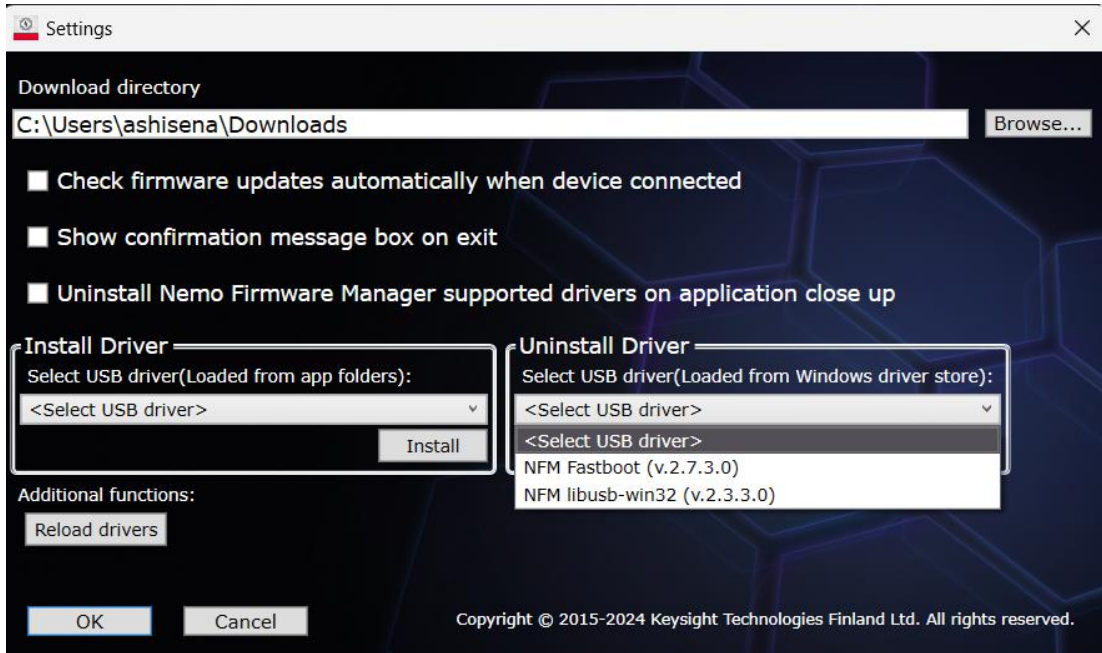 Settings
Download directory
C:\Users\ashisena\Downloads
Browse...
Check firmware updates automatically when device connected
Show confirmation message box on exit
Uninstall Nemo Firmware Manager supported drivers on application close up
Install Driver
Select USB driver(Loaded from app folders):
<Select USB driver>
Install
Uninstall Driver
Select USB driver(Loaded from Windows driver store):
<Select USB driver>
<Select USB driver>
NFM Fastboot (v.2.7.3.0)
NFM libusb-win32 (v.2.3.3.0)
Additional functions:
Reload drivers
OK
Cancel
Copyright © 2015-2024 Keysight Technologies Finland Ltd. All rights reserved.